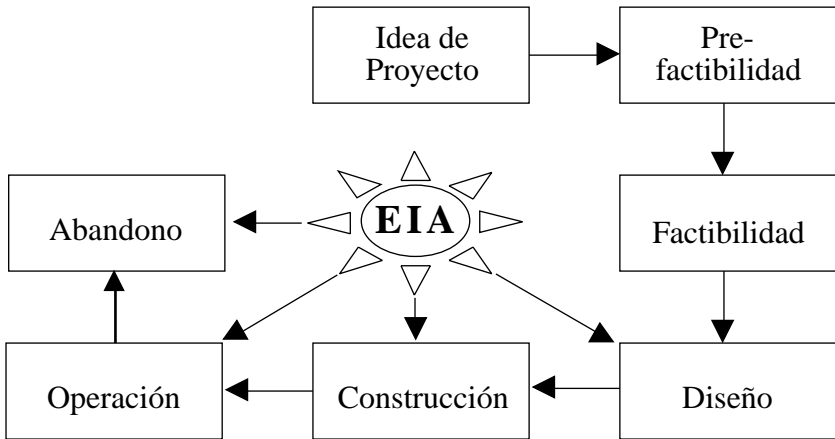 Idea de
Proyecto
Pre-
factibilidad
EIA
Abandono
Factibilidad
Operación
Construcción
Diseño